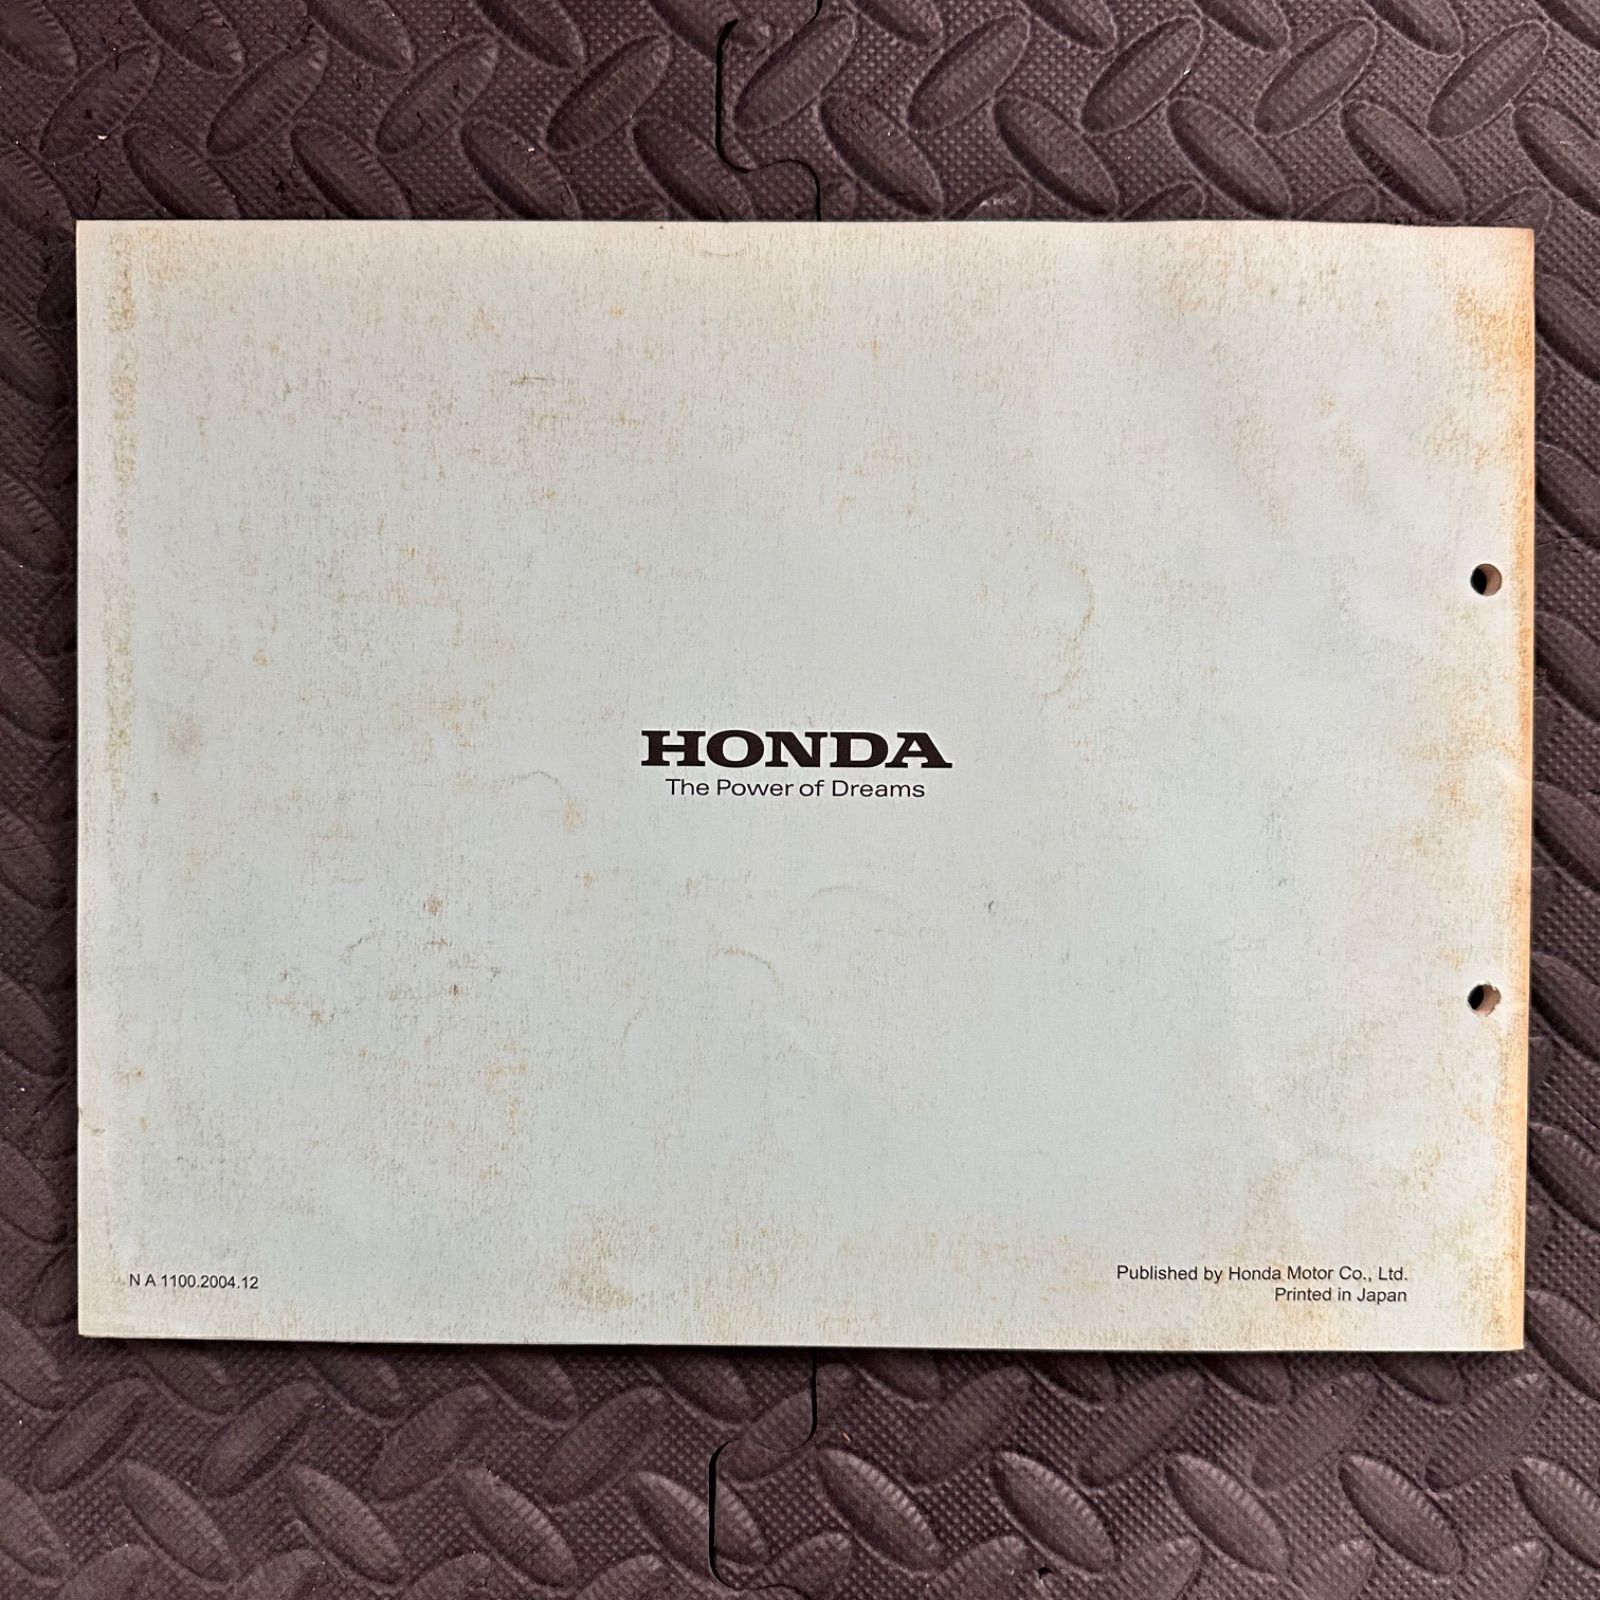 HONDA
The Power of Dreams
N A 1100.2004.12
Published by Honda Motor Co., Ltd.
Printed in Japan